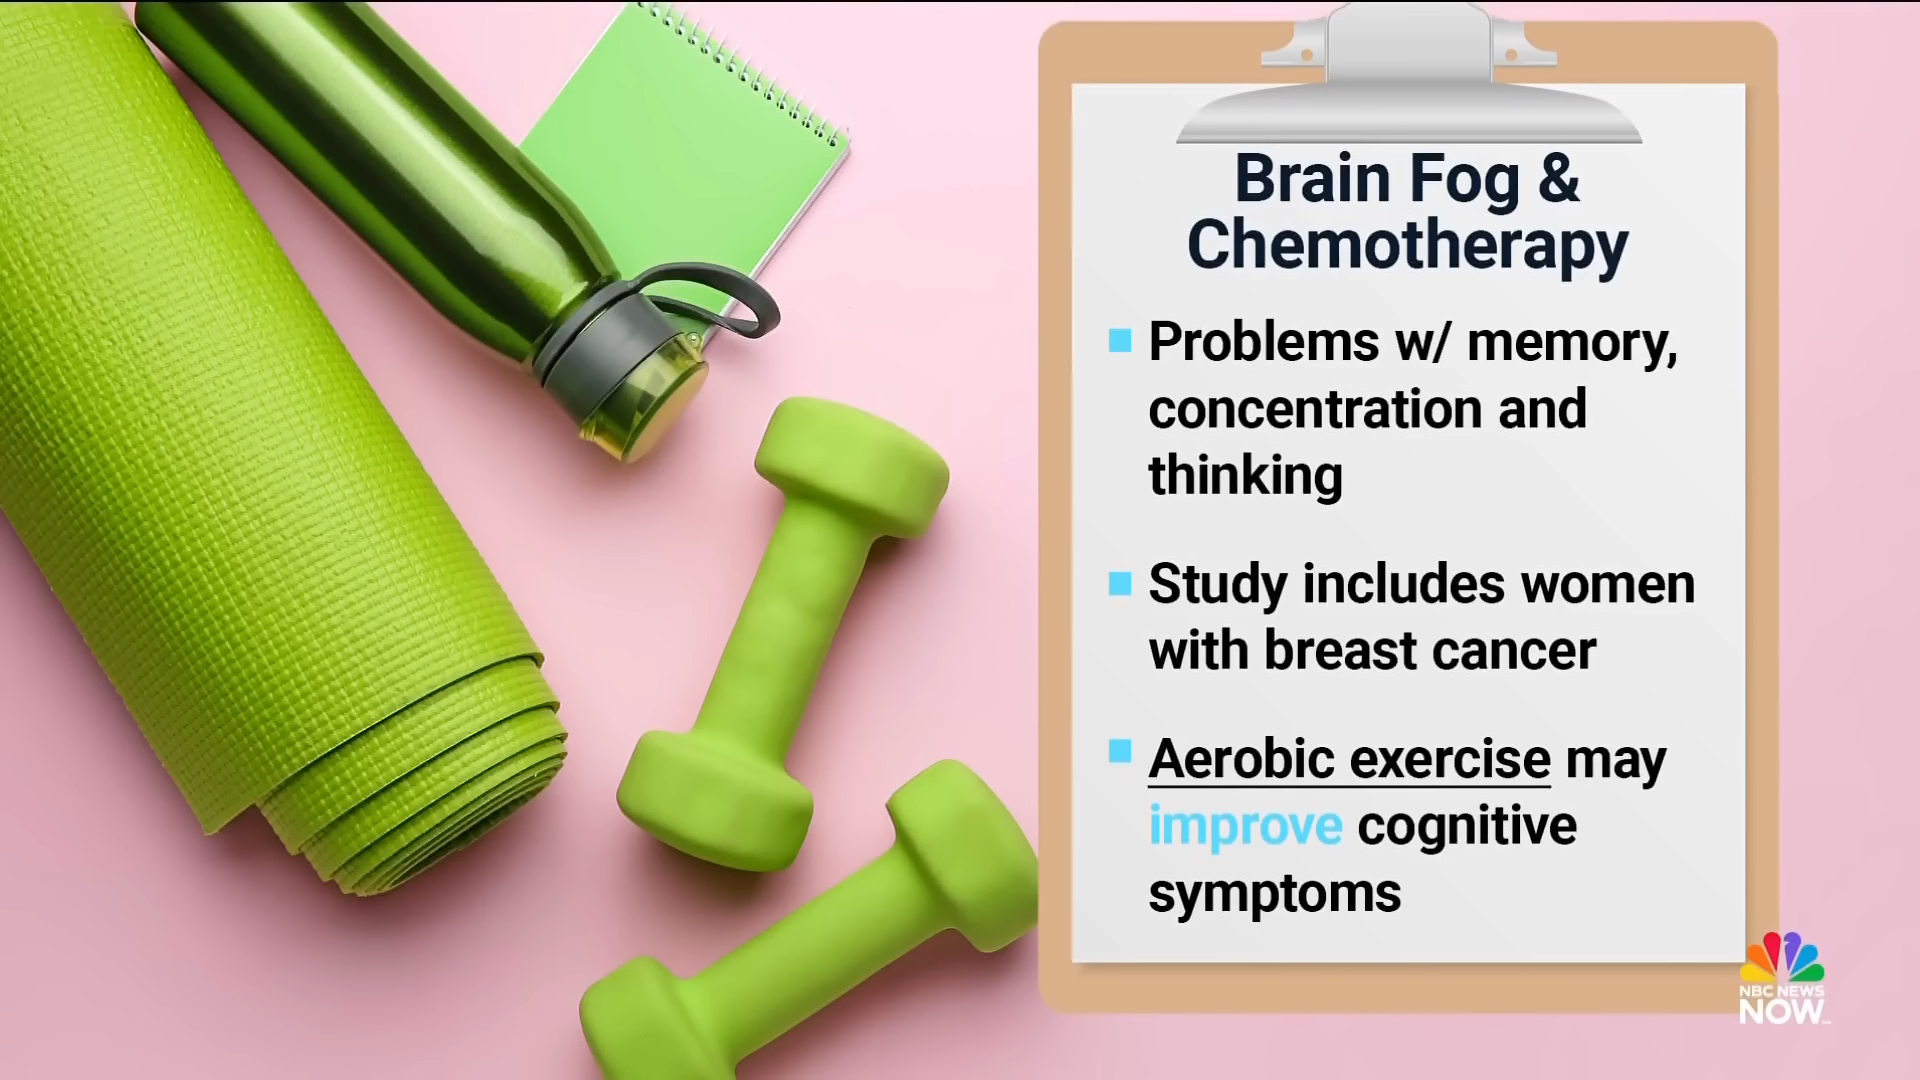 Brain Fog &
Chemotherapy
Problems w/ memory,
concentration and
thinking
Study includes women
with breast cancer
Aerobic exercise may
improve cognitive
symptoms
NBC NEWS
NOW